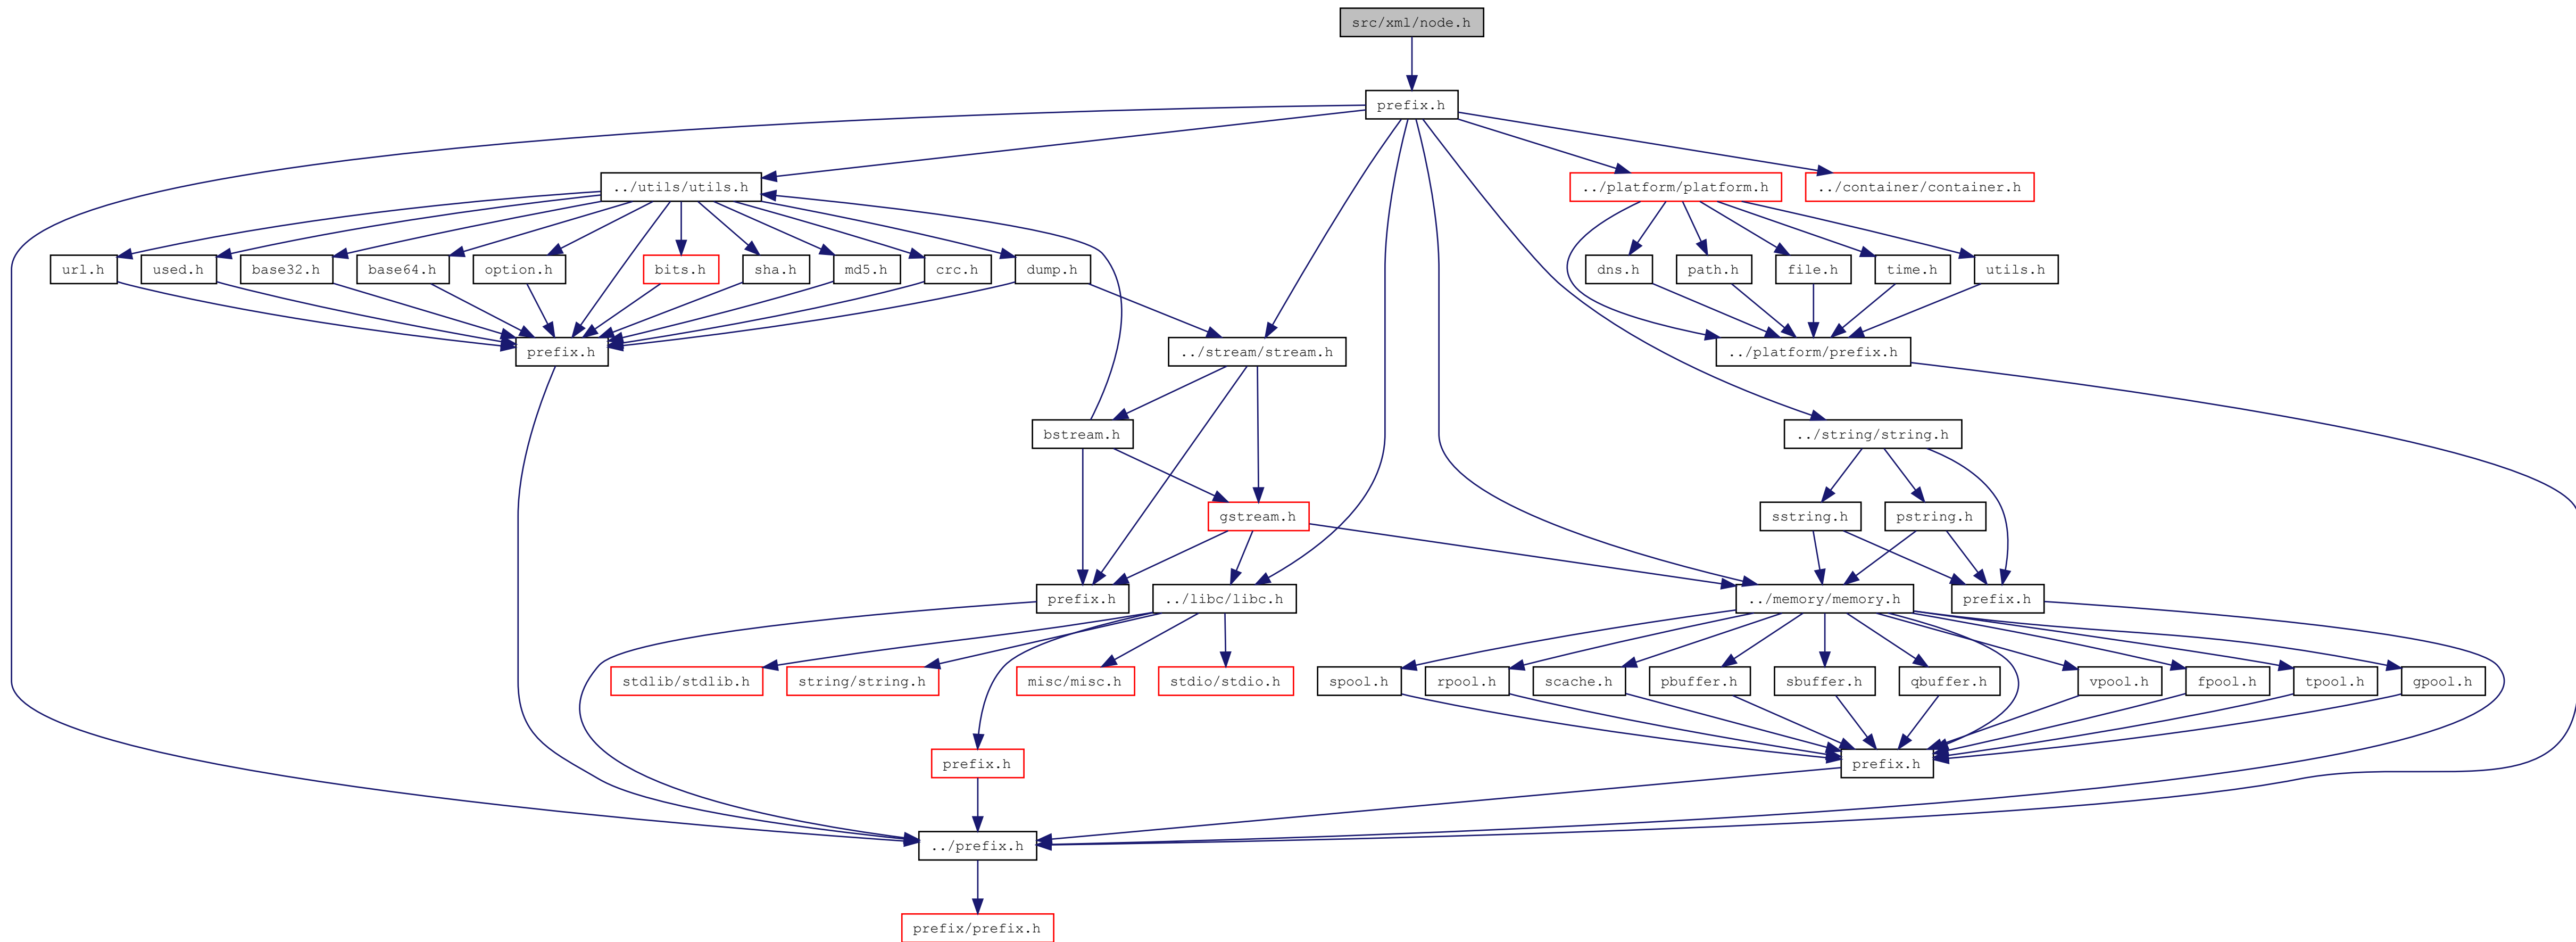 src/xml/node.h
prefix.h
../utils/utils.h
../platform/platform.h
../container/container.h
url.h
used.h
base32.h
base64.h
option.h
bits.h
sha.h
md5.h
crc.h
dump.h
dns.h
path.h
file.h
time.h
utils.h
prefix.h
../stream/stream.h
../platform/prefix.h
bstream.h
../string/string.h
gstream.h
sstring.h
pstring.h
prefix.h
../libc/libc.h
../memory/memory.h
prefix.h
stdlib/stdlib.h
string/string.h
misc/misc.h
stdio/stdio.h
spool.h
rpool.h
scache.h
pbuffer.h
sbuffer.h
qbuffer.h
vpool.h
fpool.h
tpool.h
gpool.h
prefix.h
prefix.h
../prefix.h
prefix/prefix.h